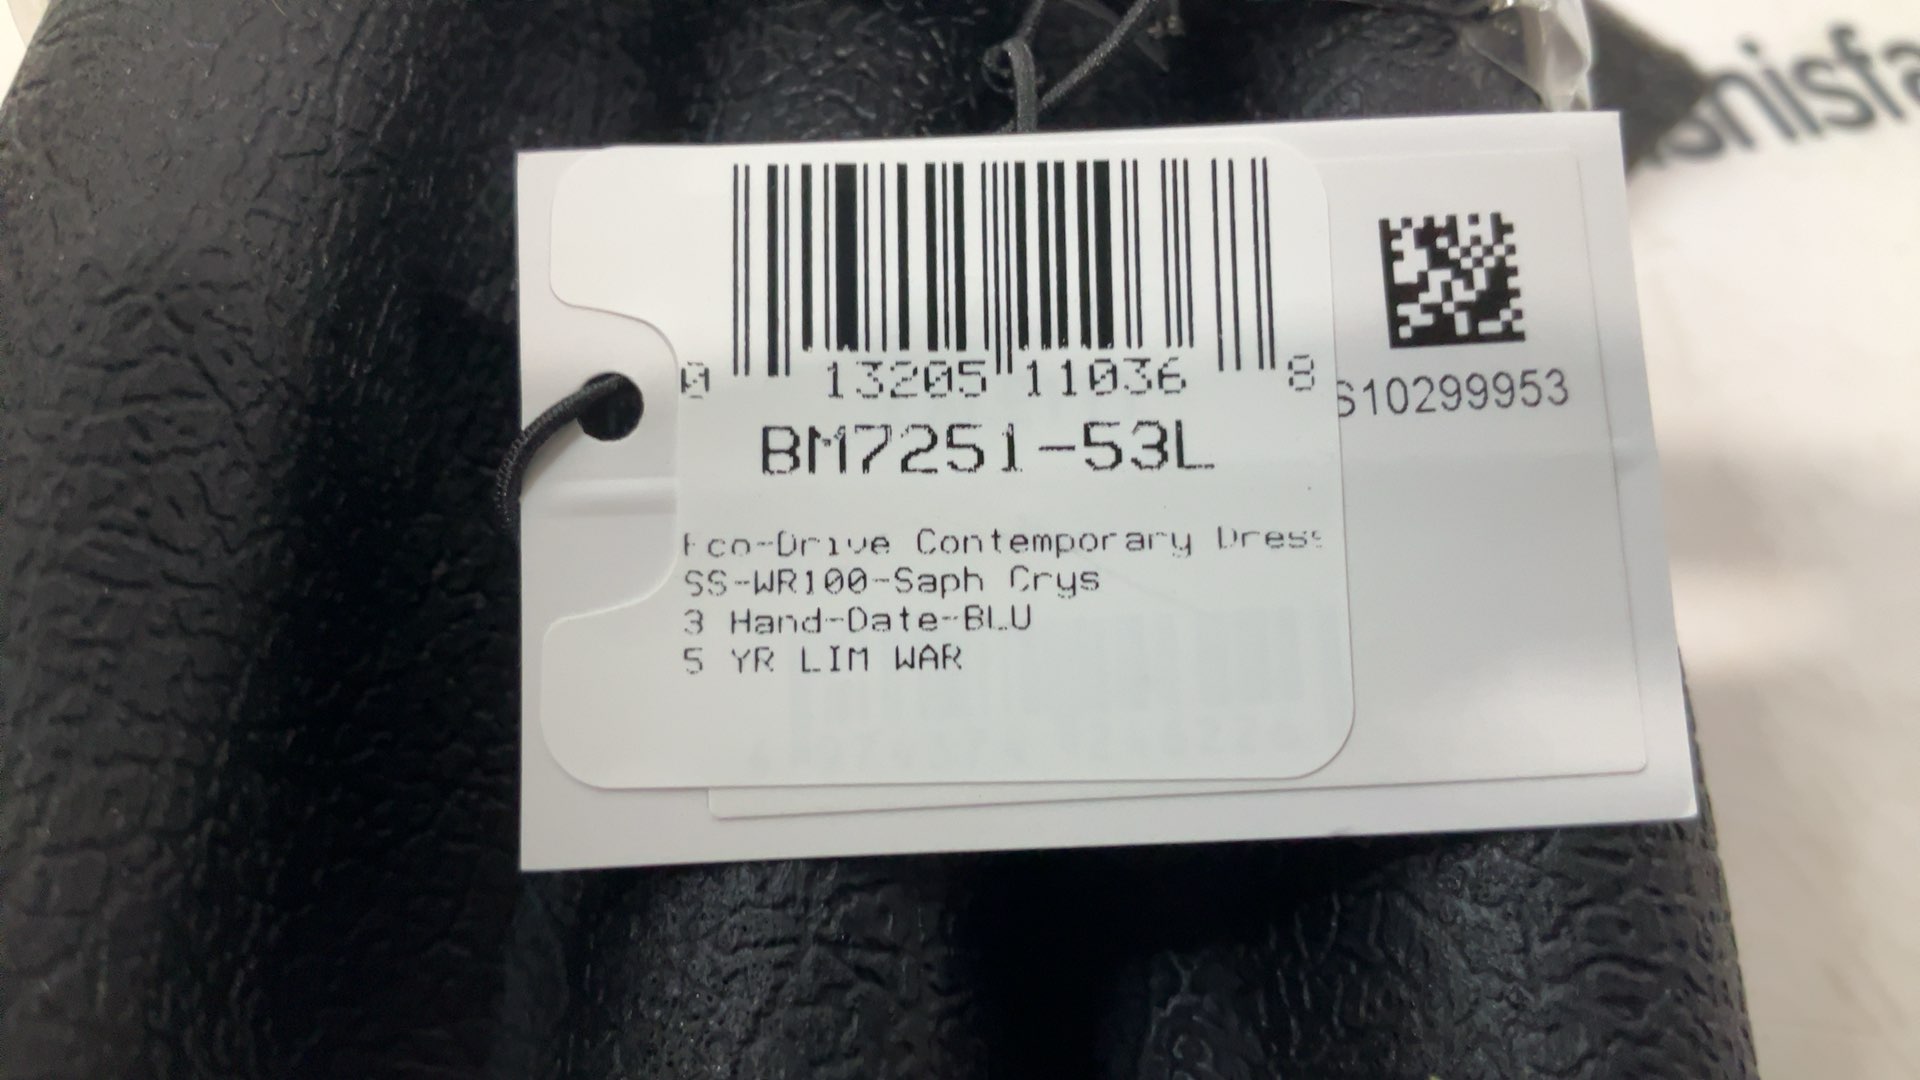 0 13205 11036 8
S10299953
BM7251-53L
Eco-Drive Contemporary Dress
SS-WR100-Saph Crys
3 Hand-Date-BLU
5 YR LIM WAR